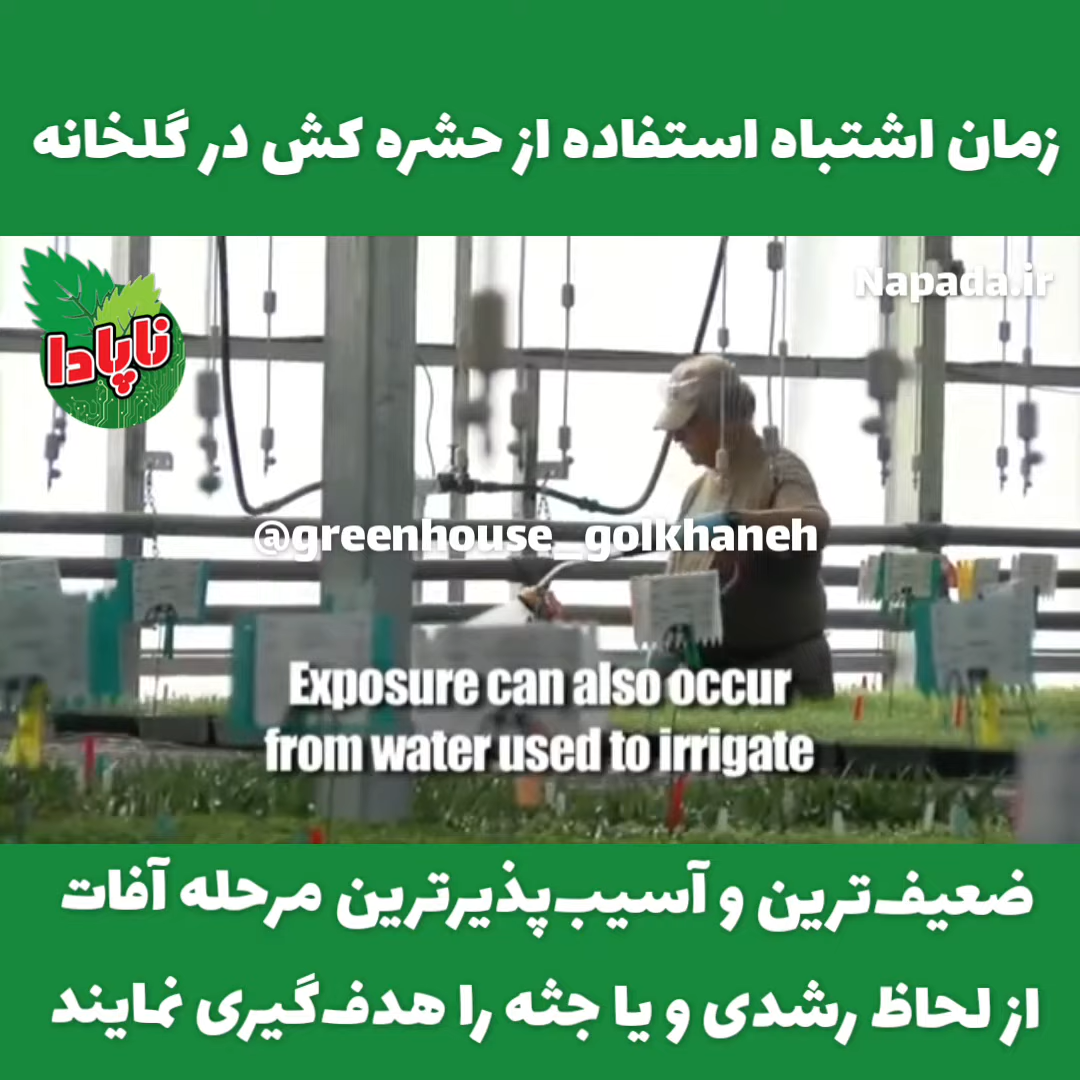 زمان اشتباه استفاده از حشره کش در گلخانه
Napada.ir
ناپادا
@greenhouse_golkhaneh
Exposure can also occur
from water used to irrigate
ضعیف‌ترین و آسیب‌پذیرترین مرحله آفات
از لحاظ رشدی و یا جثه را هدف‌گیری نمایند